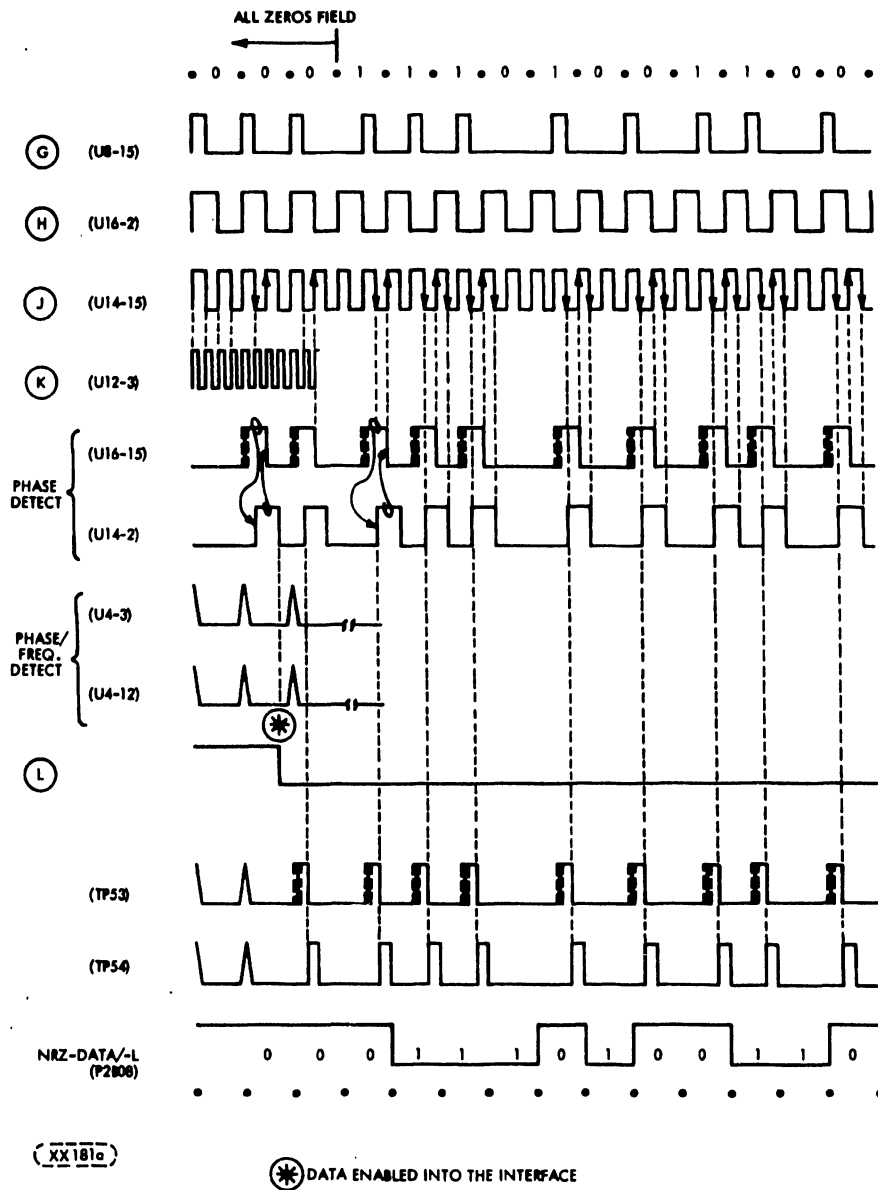 ALL ZEROS FIELD
• 0 • 0 • 0 • 1 • 1 • 1 • 0 • 1 • 0 • 0 • 1 • 1 • 0 • 0 •
G (U8-15)
H (U16-2)
J (U14-15)
K (U12-3)
PHASE DETECT
(U16-15)
(U14-2)
PHASE/ FREQ. DETECT
(U4-3)
(U4-12)
L
(TP53)
(TP54)
NRZ-DATA/-L
(P2B08)
0 0 0 1 1 1 0 1 0 0 1 1 0
XX181a
DATA ENABLED INTO THE INTERFACE